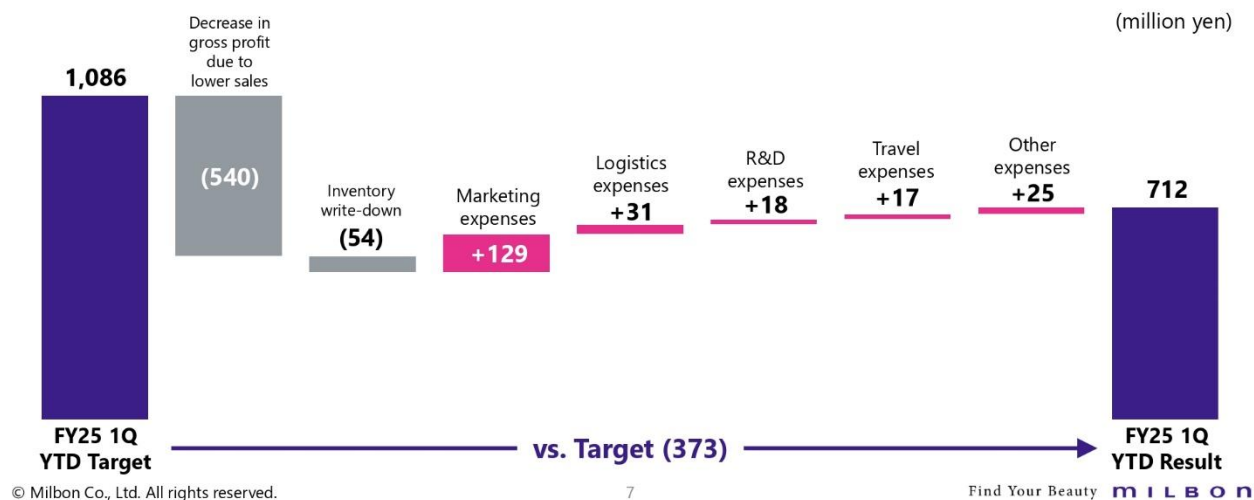 (million yen)
1,086
Decrease in
gross profit
due to
lower sales
(540)
Inventory
write-down
(54)
Marketing
expenses
+129
Logistics
expenses
+31
R&D
expenses
+18
Travel
expenses
+17
Other
expenses
+25
712
FY25 1Q
YTD Target
vs. Target (373)
FY25 1Q
YTD Result
© Milbon Co., Ltd. All rights reserved.
7
Find Your Beauty MILBON